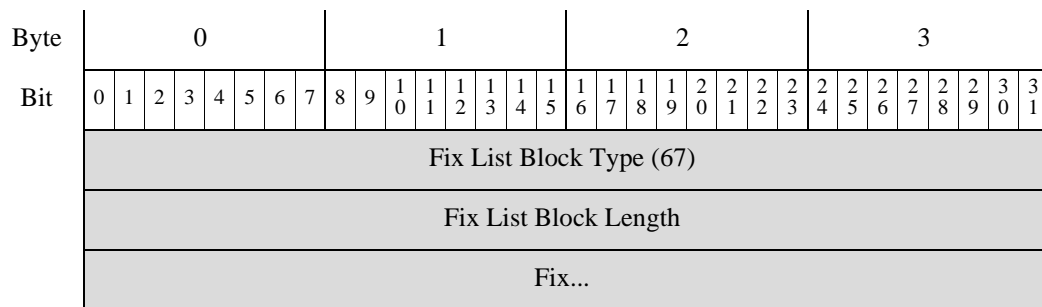 Byte 0 1 2 3
Bit 0 1 2 3 4 5 6 7 8 9 10 11 12 13 14 15 16 17 18 19 20 21 22 23 24 25 26 27 28 29 30 31
Fix List Block Type (67)
Fix List Block Length
Fix...